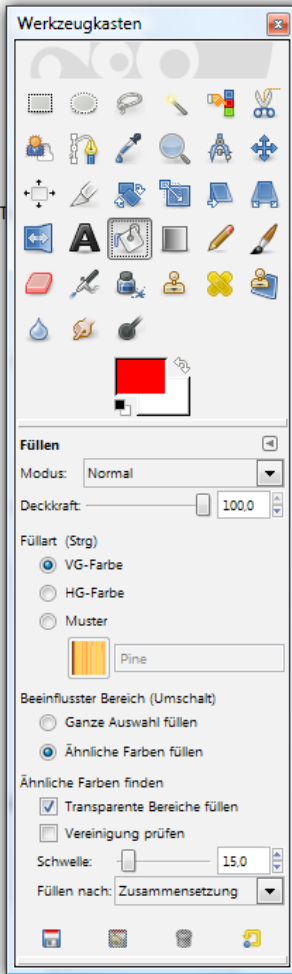 Werkzeugkasten
T
A
Füllen
Modus: Normal
Deckkraft: 100,0
Füllart (Strg)
VG-Farbe
HG-Farbe
Muster
Pine
Beeinflusster Bereich (Umschalt)
Ganze Auswahl füllen
Ähnliche Farben füllen
Ähnliche Farben finden
Transparente Bereiche füllen
Vereinigung prüfen
Schwelle: 15,0
Füllen nach: Zusammensetzung